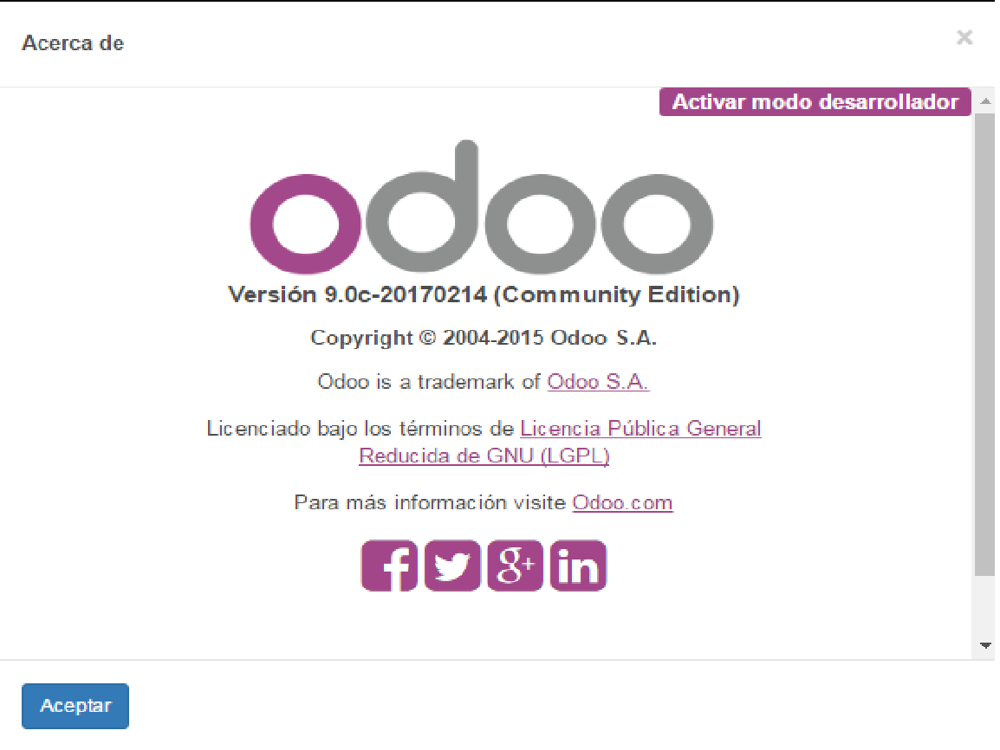 Acerca de
×
Activar modo desarrollador
odoo
Versión 9.0c-20170214 (Community Edition)
Copyright © 2004-2015 Odoo S.A.
Odoo is a trademark of Odoo S.A.
Licenciado bajo los términos de Licencia Pública General
Reducida de GNU (LGPL)
Para más información visite Odoo.com
f g+ in
Aceptar